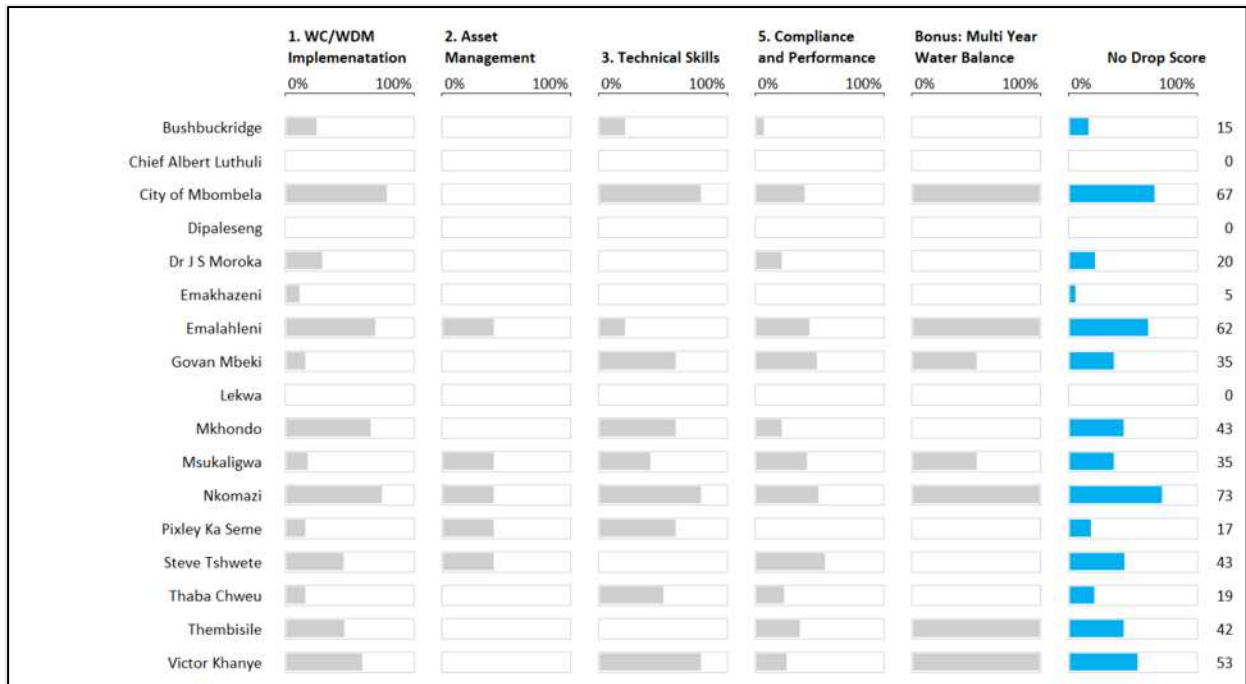 1. WC/WDM Implemenatation
2. Asset Management
3. Technical Skills
5. Compliance and Performance
Bonus: Multi Year Water Balance
No Drop Score
0% 100% 0% 100% 0% 100% 0% 100% 0% 100% 0% 100%
Bushbuckridge 15
Chief Albert Luthuli 0
City of Mbombela 67
Dipaleseng 0
Dr J S Moroka 20
Emakhazeni 5
Emalahleni 62
Govan Mbeki 35
Lekwa 0
Mkhondo 43
Msukaligwa 35
Nkomazi 73
Pixley Ka Seme 17
Steve Tshwete 43
Thaba Chweu 19
Thembisile 42
Victor Khanye 53